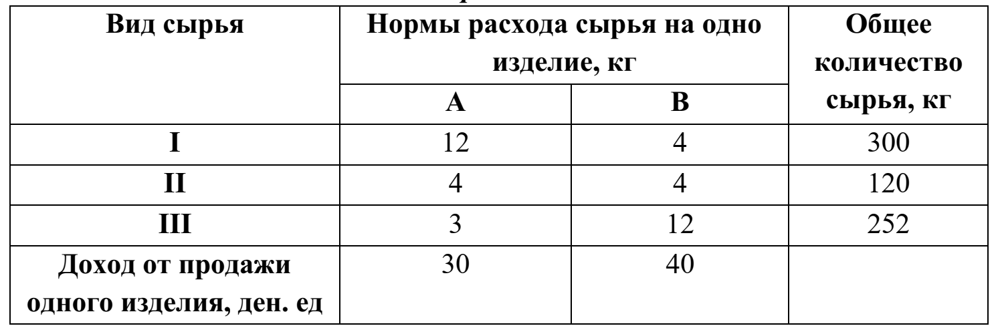 Вид сырья
Нормы расхода сырья на одно
изделие, кг
Общее
количество
сырья, кг
А
В
I
12
4
300
II
4
4
120
III
3
12
252
Доход от продажи
одного изделия, ден. ед
30
40